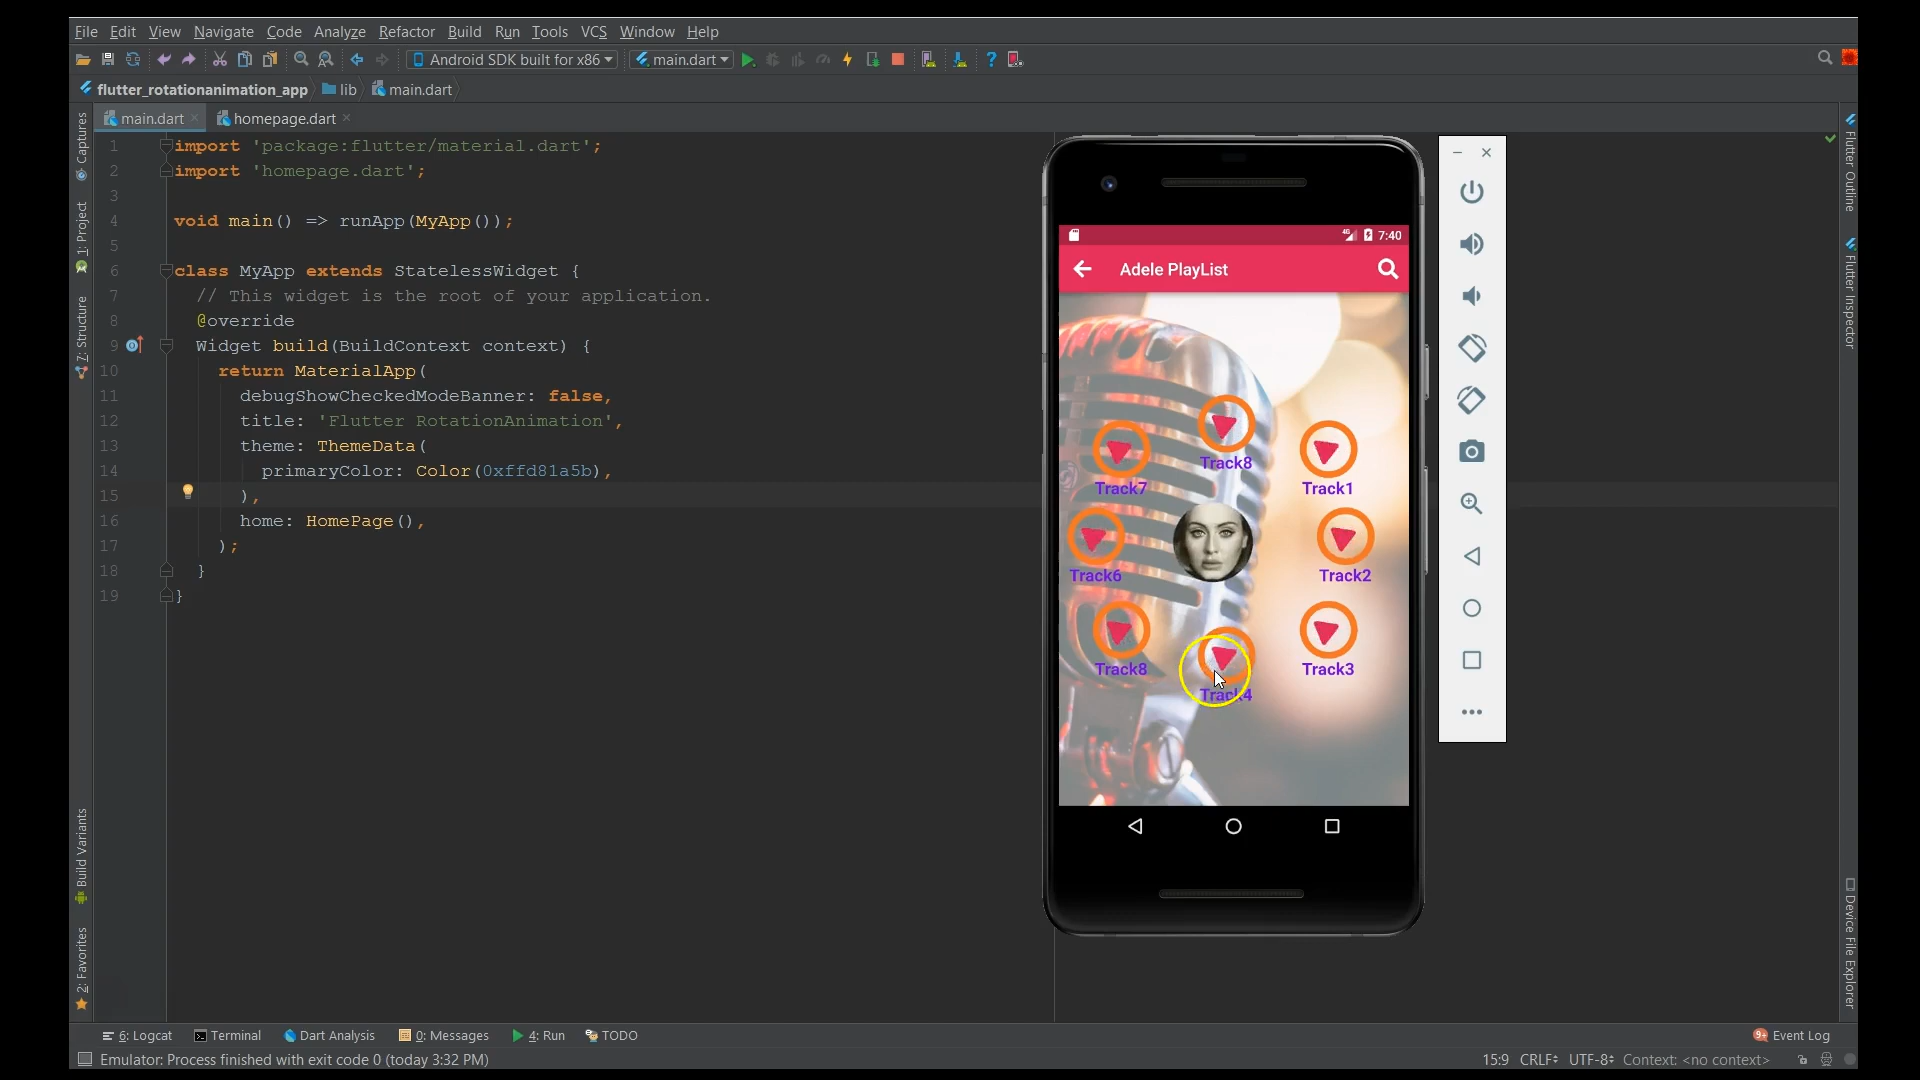 File Edit View Navigate Code Analyze Refactor Build Run Tools VCS Window Help
Android SDK built for x86 main.dart
flutter_rotationanimation_app lib main.dart
main.dart homepage.dart
1 import 'package:flutter/material.dart';
2 import 'homepage.dart';
3
4 void main() => runApp(MyApp());
5
6 class MyApp extends StatelessWidget {
7 // This widget is the root of your application.
8 @override
9 Widget build(BuildContext context) {
10 return MaterialApp(
11 debugShowCheckedModeBanner: false,
12 title: 'Flutter RotationAnimation',
13 theme: ThemeData(
14 primaryColor: Color(0xffd81a5b),
15 ),
16 home: HomePage(),
17 );
18 }
19 }
Captures
1: Project
7: Structure
Build Variants
2: Favorites
4G 7:40
Adele PlayList
Track8
Track7 Track1
Track6 Track2
Track8 Track3
Track4
Flutter Outline
Flutter Inspector
Device File Explorer
6: Logcat Terminal Dart Analysis 0: Messages 4: Run TODO 9+ Event Log
Emulator: Process finished with exit code 0 (today 3:32 PM) 15:9 CRLF UTF-8 Context: <no context>